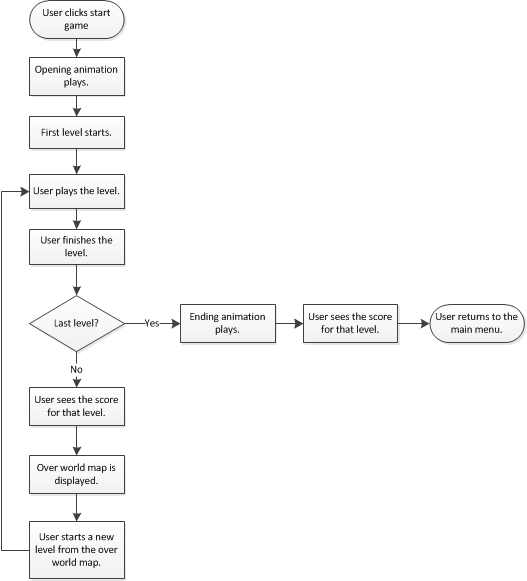 User clicks start
game
Opening animation
plays.
First level starts.
User plays the level.
User finishes the
level.
Last level?
Yes
Ending animation
plays.
User sees the score
for that level.
User returns to the
main menu.
No
User sees the score
for that level.
Over world map is
displayed.
User starts a new
level from the over
world map.